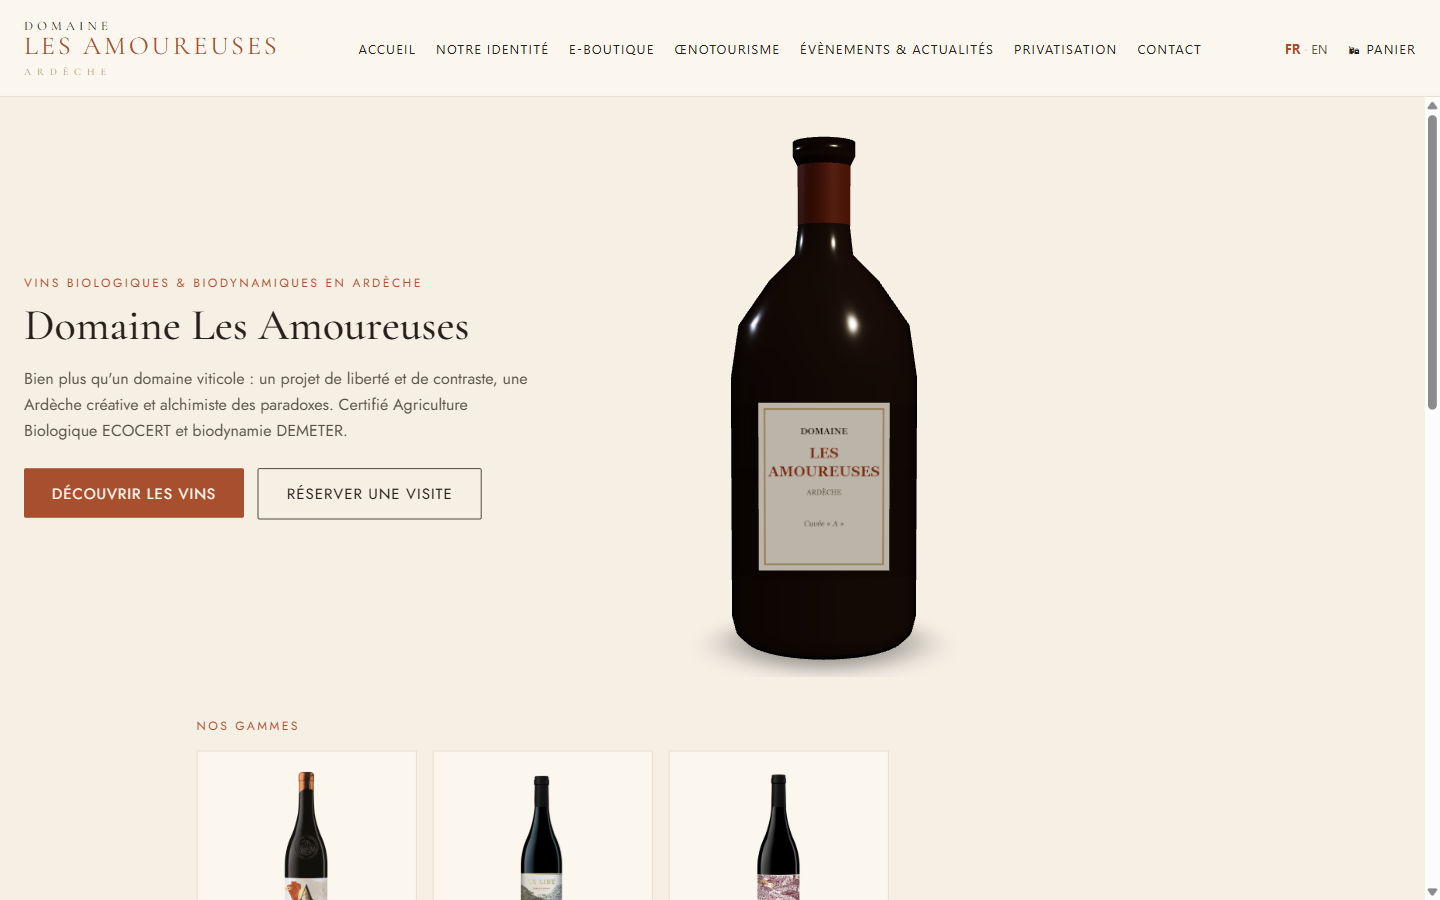 DOMAINE
LES AMOUREUSES
ARDÈCHE
ACCUEIL
NOTRE IDENTITÉ
E-BOUTIQUE
ŒNOTOURISME
ÉVÈNEMENTS & ACTUALITÉS
PRIVATISATION
CONTACT
FR · EN
PANIER
VINS BIOLOGIQUES & BIODYNAMIQUES EN ARDÈCHE
Domaine Les Amoureuses
Bien plus qu'un domaine viticole : un projet de liberté et de contraste, une
Ardèche créative et alchimiste des paradoxes. Certifié Agriculture
Biologique ECOCERT et biodynamie DEMETER.
DÉCOUVRIR LES VINS
RÉSERVER UNE VISITE
DOMAINE
LES
AMOUREUSES
ARDÈCHE
Cuvée « A »
NOS GAMMES